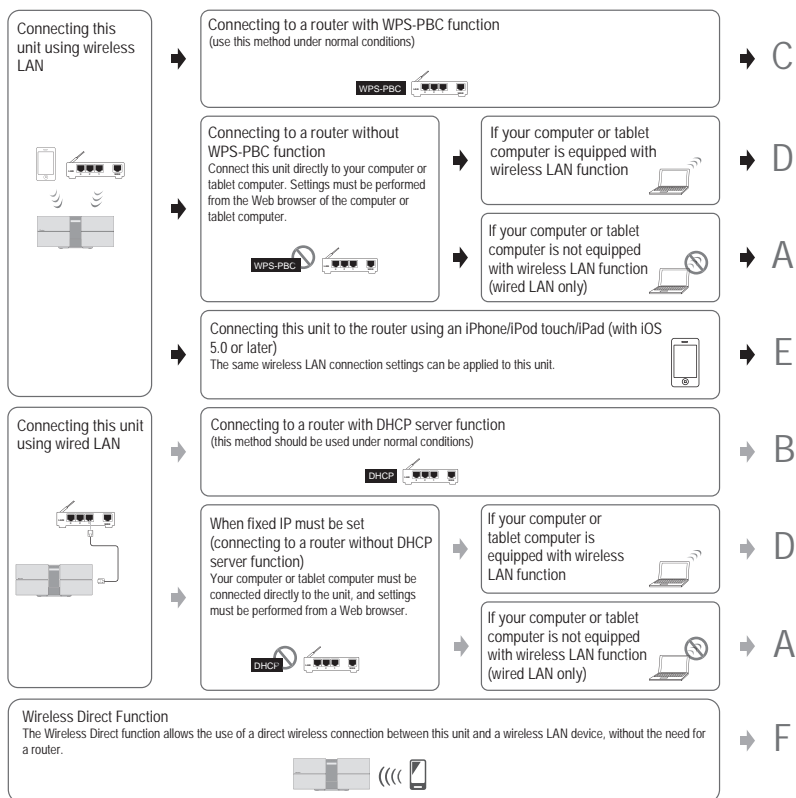 Connecting this
unit using wireless
LAN
Connecting to a router with WPS-PBC function
(use this method under normal conditions)
WPS-PBC
C
Connecting to a router without
WPS-PBC function
Connect this unit directly to your computer or
tablet computer. Settings must be performed
from the Web browser of the computer or
tablet computer.
WPS-PBC
If your computer or tablet
computer is equipped with
wireless LAN function
D
If your computer or tablet
computer is not equipped
with wireless LAN function
(wired LAN only)
A
Connecting this unit to the router using an iPhone/iPod touch/iPad (with iOS
5.0 or later)
The same wireless LAN connection settings can be applied to this unit.
E
Connecting this unit
using wired LAN
Connecting to a router with DHCP server function
(this method should be used under normal conditions)
DHCP
B
When fixed IP must be set
(connecting to a router without DHCP
server function)
Your computer or tablet computer must be
connected directly to the unit, and settings
must be performed from a Web browser.
DHCP
If your computer or
tablet computer is
equipped with wireless
LAN function
D
If your computer or tablet
computer is not equipped
with wireless LAN function
(wired LAN only)
A
Wireless Direct Function
The Wireless Direct function allows the use of a direct wireless connection between this unit and a wireless LAN device, without the need for
a router.
F